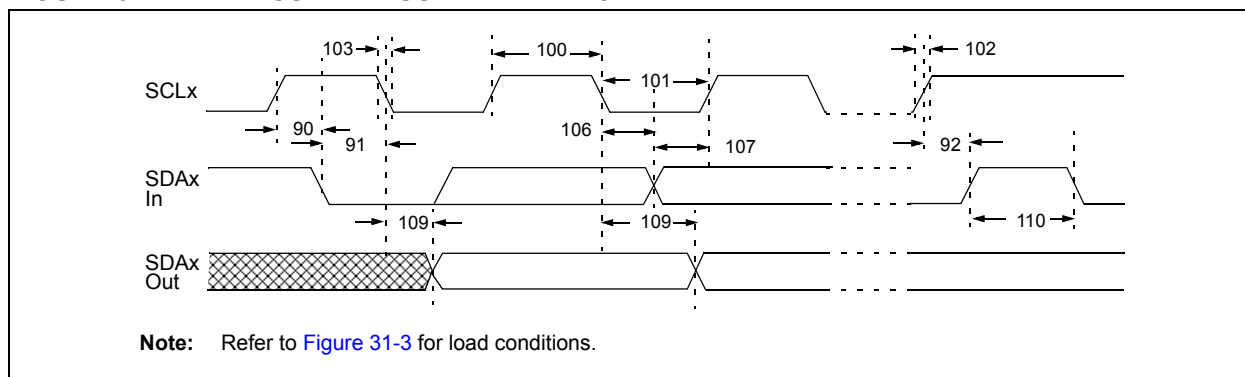 103
100
102
SCLx
101
90
106
91
107
92
SDAx
In
109
109
110
SDAx
Out
Note: Refer to Figure 31-3 for load conditions.